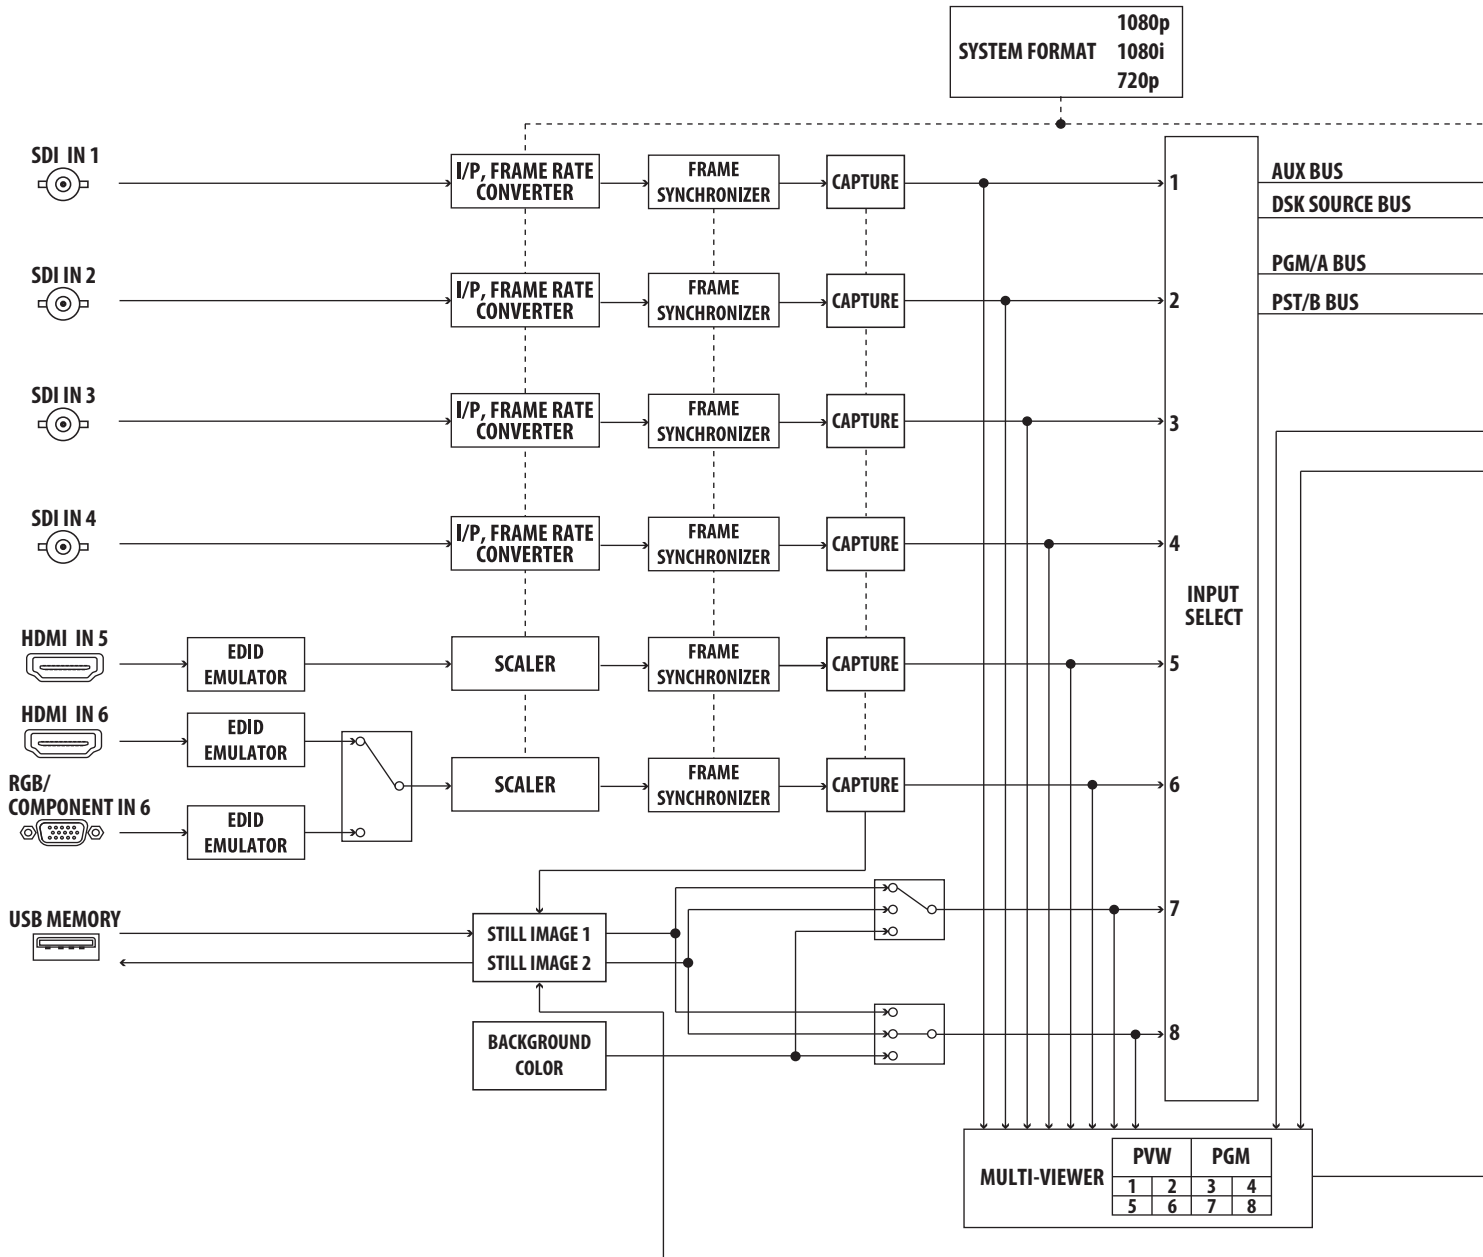 1080p
SYSTEM FORMAT 1080i
720p
SDI IN 1
I/P, FRAME RATE
CONVERTER
FRAME
SYNCHRONIZER
CAPTURE
1
AUX BUS
DSK SOURCE BUS
PGM/A BUS
PST/B BUS
SDI IN 2
I/P, FRAME RATE
CONVERTER
FRAME
SYNCHRONIZER
CAPTURE
2
SDI IN 3
I/P, FRAME RATE
CONVERTER
FRAME
SYNCHRONIZER
CAPTURE
3
SDI IN 4
I/P, FRAME RATE
CONVERTER
FRAME
SYNCHRONIZER
CAPTURE
4
INPUT
SELECT
HDMI IN 5
EDID
EMULATOR
SCALER
FRAME
SYNCHRONIZER
CAPTURE
5
HDMI IN 6
EDID
EMULATOR
RGB/
COMPONENT IN 6
EDID
EMULATOR
SCALER
FRAME
SYNCHRONIZER
CAPTURE
6
USB MEMORY
STILL IMAGE 1
STILL IMAGE 2
7
BACKGROUND
COLOR
8
MULTI-VIEWER
PVW PGM
1 2 3 4
5 6 7 8